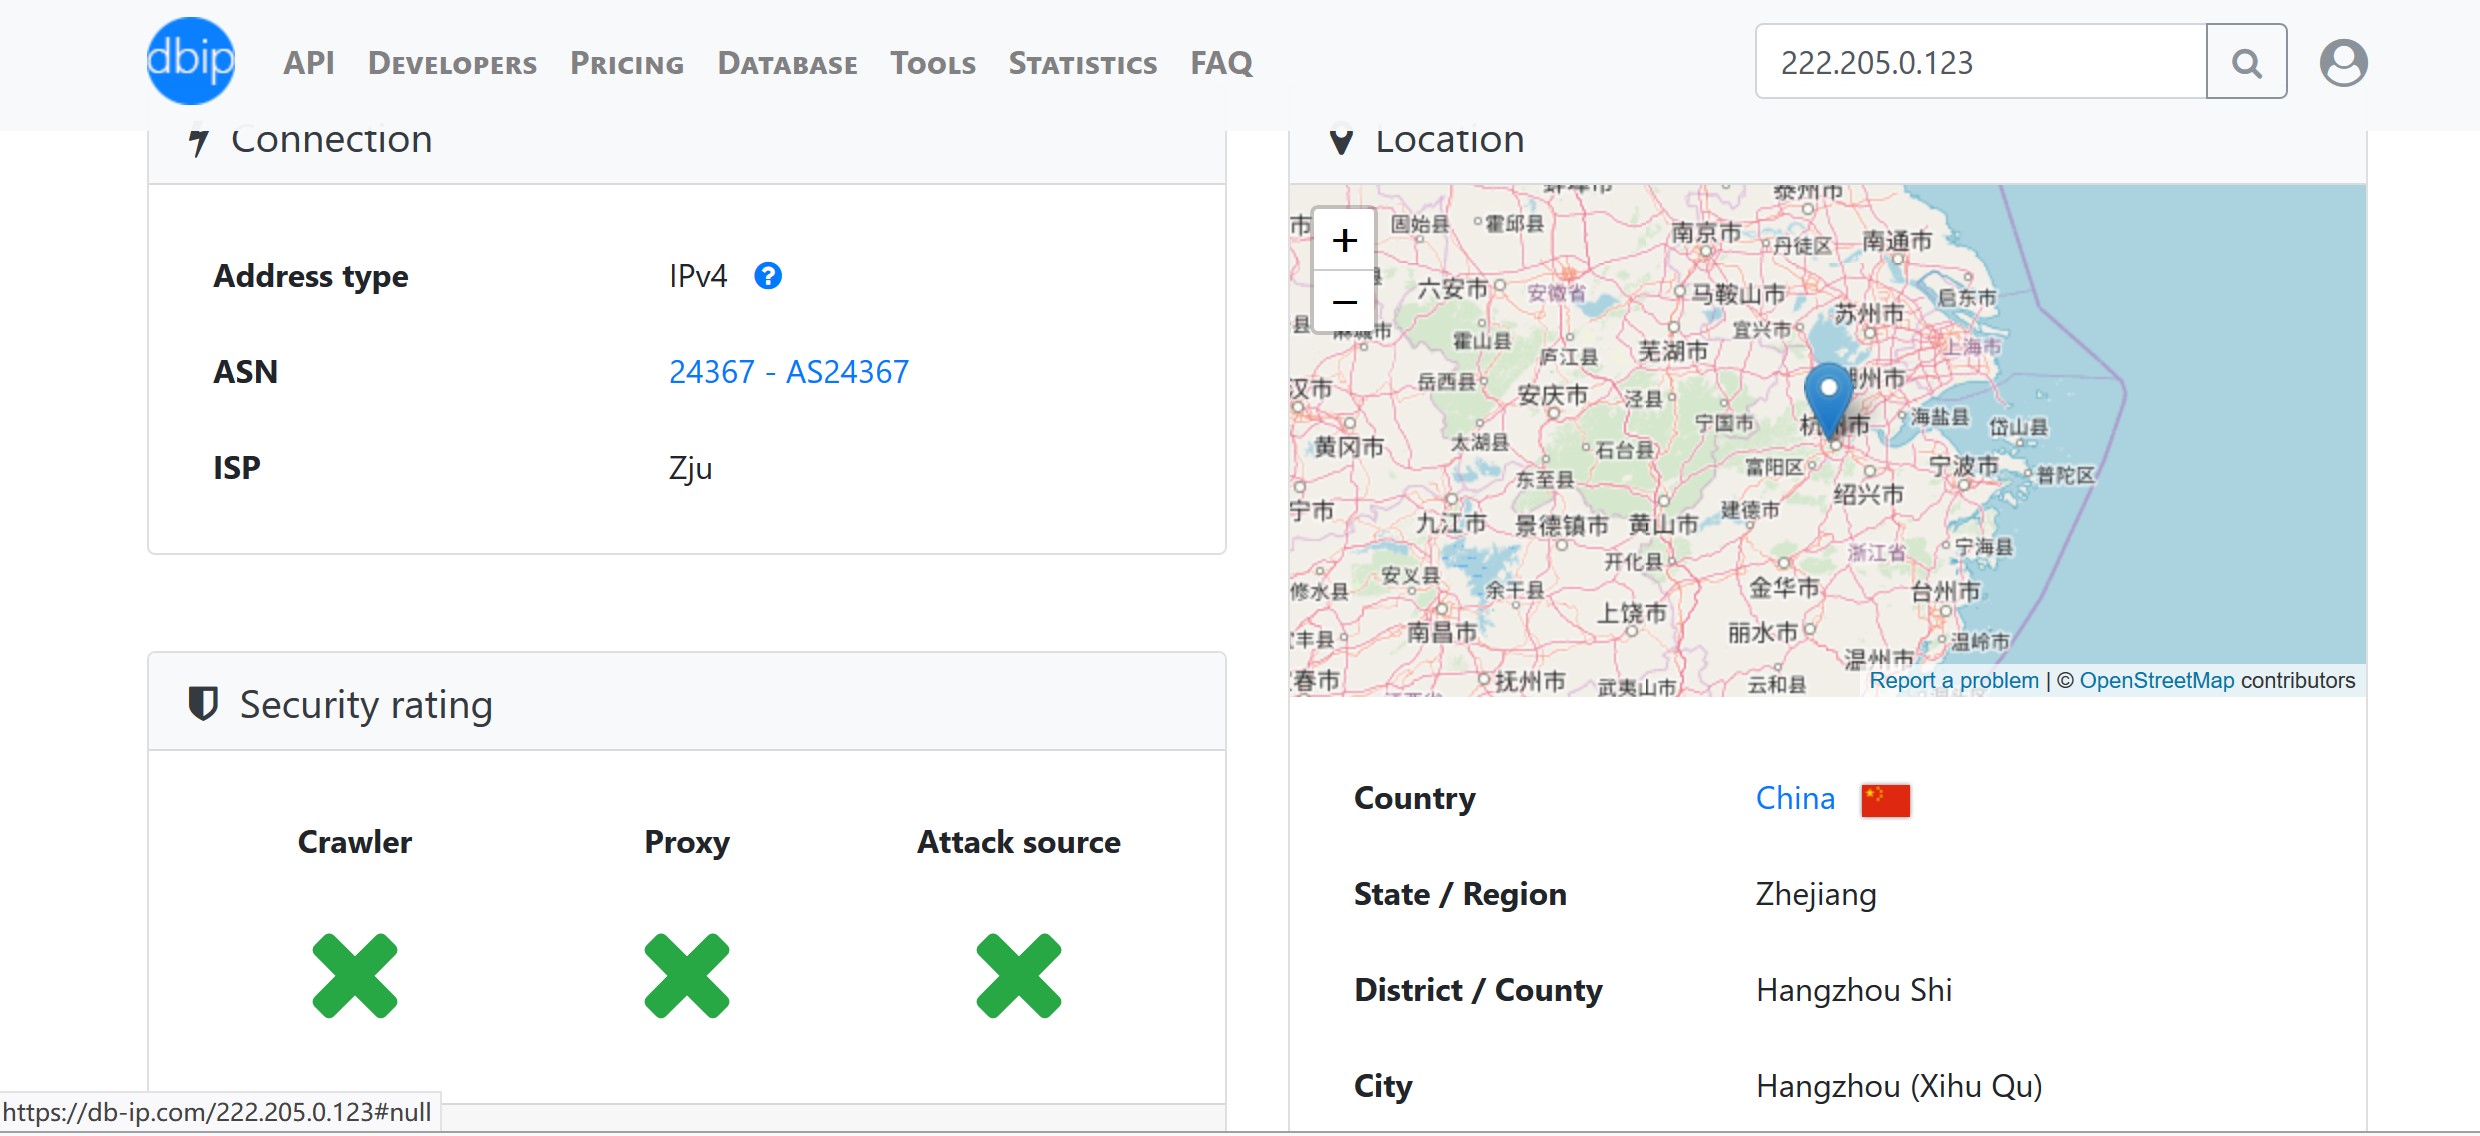 dbip
API DEVELOPERS PRICING DATABASE TOOLS STATISTICS FAQ
222.205.0.123
Connection
Address type IPv4
ASN 24367 - AS24367
ISP Zju
Security rating
Crawler Proxy Attack source
https://db-ip.com/222.205.0.123#null
Location
+
−
泰州市
固始县 霍邱县 南京市 丹徒区 南通市
六安市 安徽省 马鞍山市 启东市
苏州市
霍山县 庐江县 芜湖市 宜兴市 上海市
汉市 岳西县 安庆市 泾县 湖州市
宁国市 杭州市 海盐县 岱山县
黄冈市 太湖县 石台县 富阳区 宁波市 普陀区
东至县 绍兴市
宁市 九江市 景德镇市 黄山市 建德市
开化县 浙江省 宁海县
修水县 安义县 余干县 金华市 台州市
上饶市
丰县 南昌市 丽水市 温岭市
春市 抚州市 武夷山市 云和县 温州市
Report a problem | © OpenStreetMap contributors
Country China
State / Region Zhejiang
District / County Hangzhou Shi
City Hangzhou (Xihu Qu)